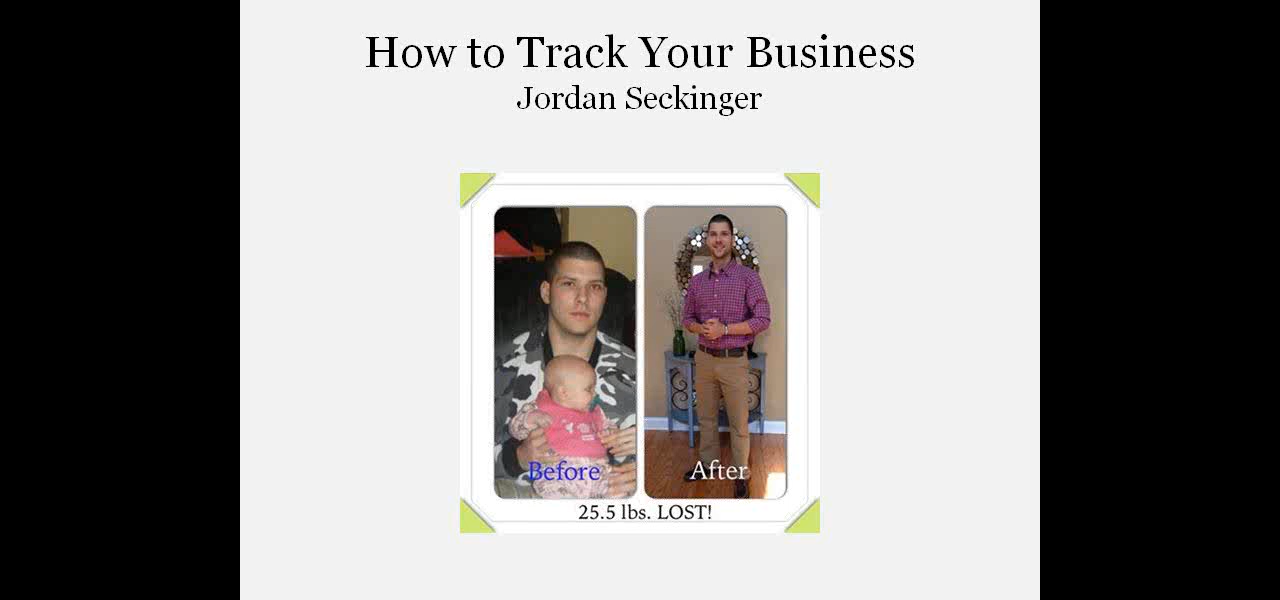 How to Track Your Business
Jordan Seckinger
Before
After
25.5 lbs. LOST!